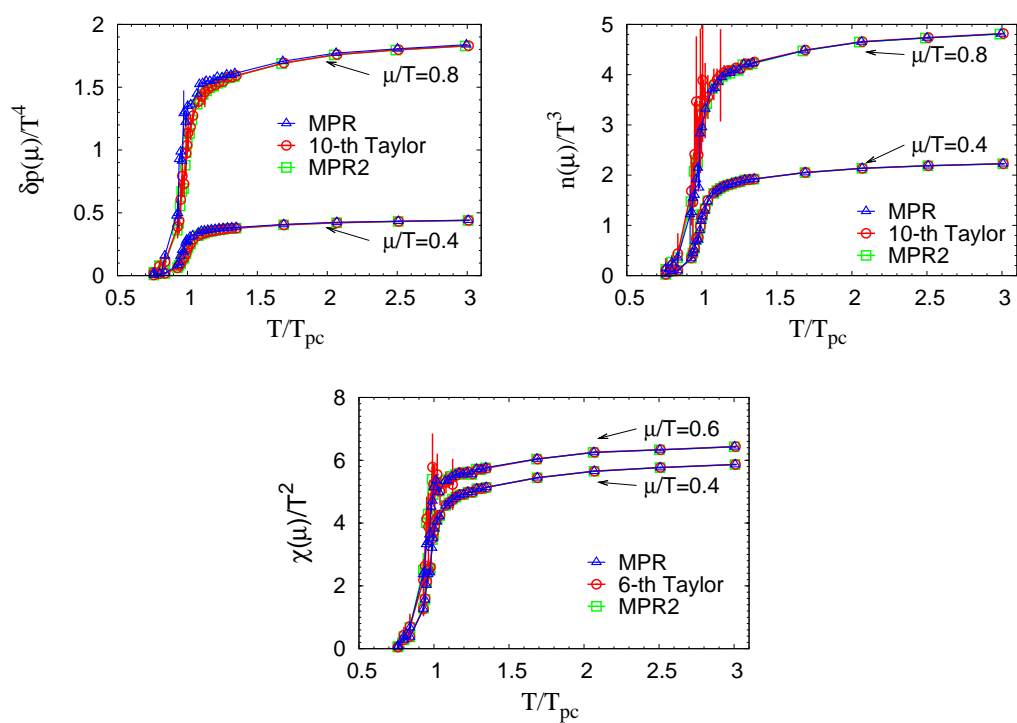 2
1.5
1
0.5
0
δp(μ)/T^4
μ/T=0.8
MPR
10-th Taylor
MPR2
μ/T=0.4
0.5 1 1.5 2 2.5 3
T/T_pc
5
4
3
2
1
0
n(μ)/T^3
μ/T=0.8
μ/T=0.4
MPR
10-th Taylor
MPR2
0.5 1 1.5 2 2.5 3
T/T_pc
8
6
4
2
0
χ(μ)/T^2
μ/T=0.6
μ/T=0.4
MPR
6-th Taylor
MPR2
0.5 1 1.5 2 2.5 3
T/T_pc